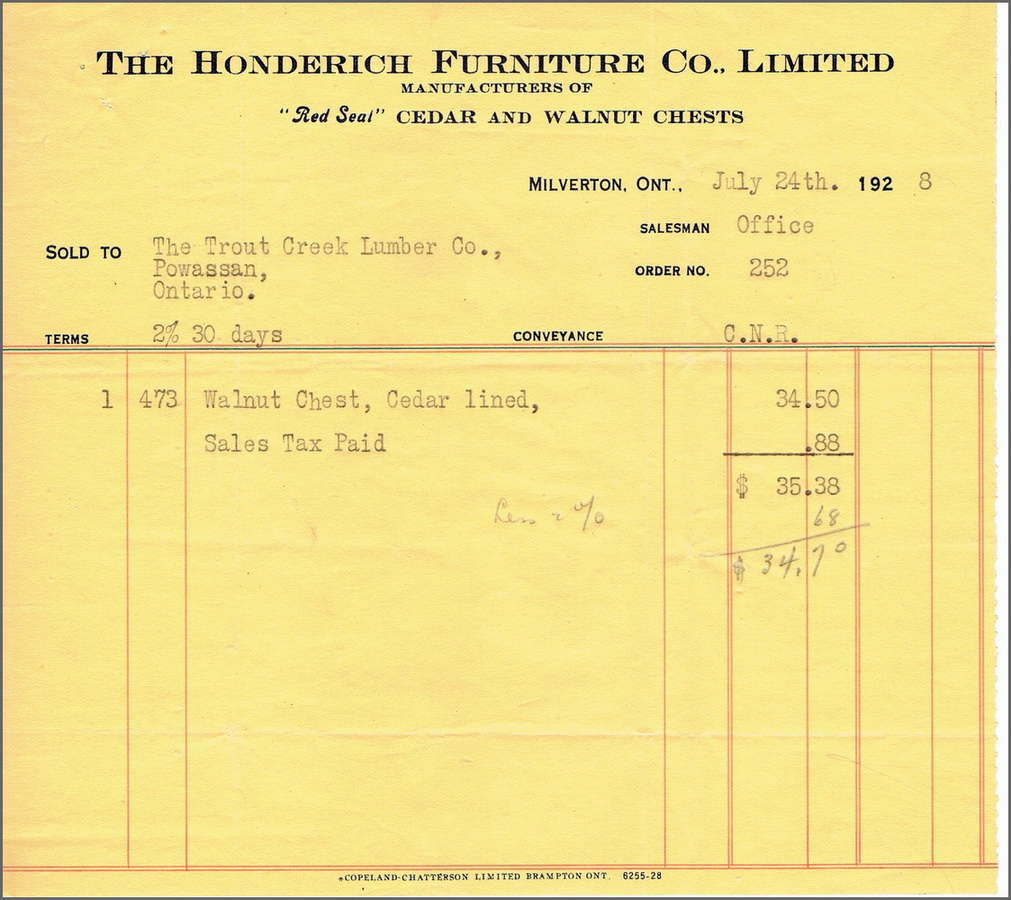 THE HONDERICH FURNITURE CO., LIMITED
MANUFACTURERS OF
"Red Seal" CEDAR AND WALNUT CHESTS
MILVERTON, ONT., July 24th. 192 8
SALESMAN Office
SOLD TO The Trout Creek Lumber Co.,
Powassan,
Ontario.
ORDER NO. 252
TERMS 2% 30 days CONVEYANCE C.N.R.
1 473 Walnut Chest, Cedar lined, 34.50
Sales Tax Paid .88
$ 35.38
Less 2 % 68
$ 34.70
*COPELAND-CHATTERSON LIMITED BRAMPTON ONT. 6255-28